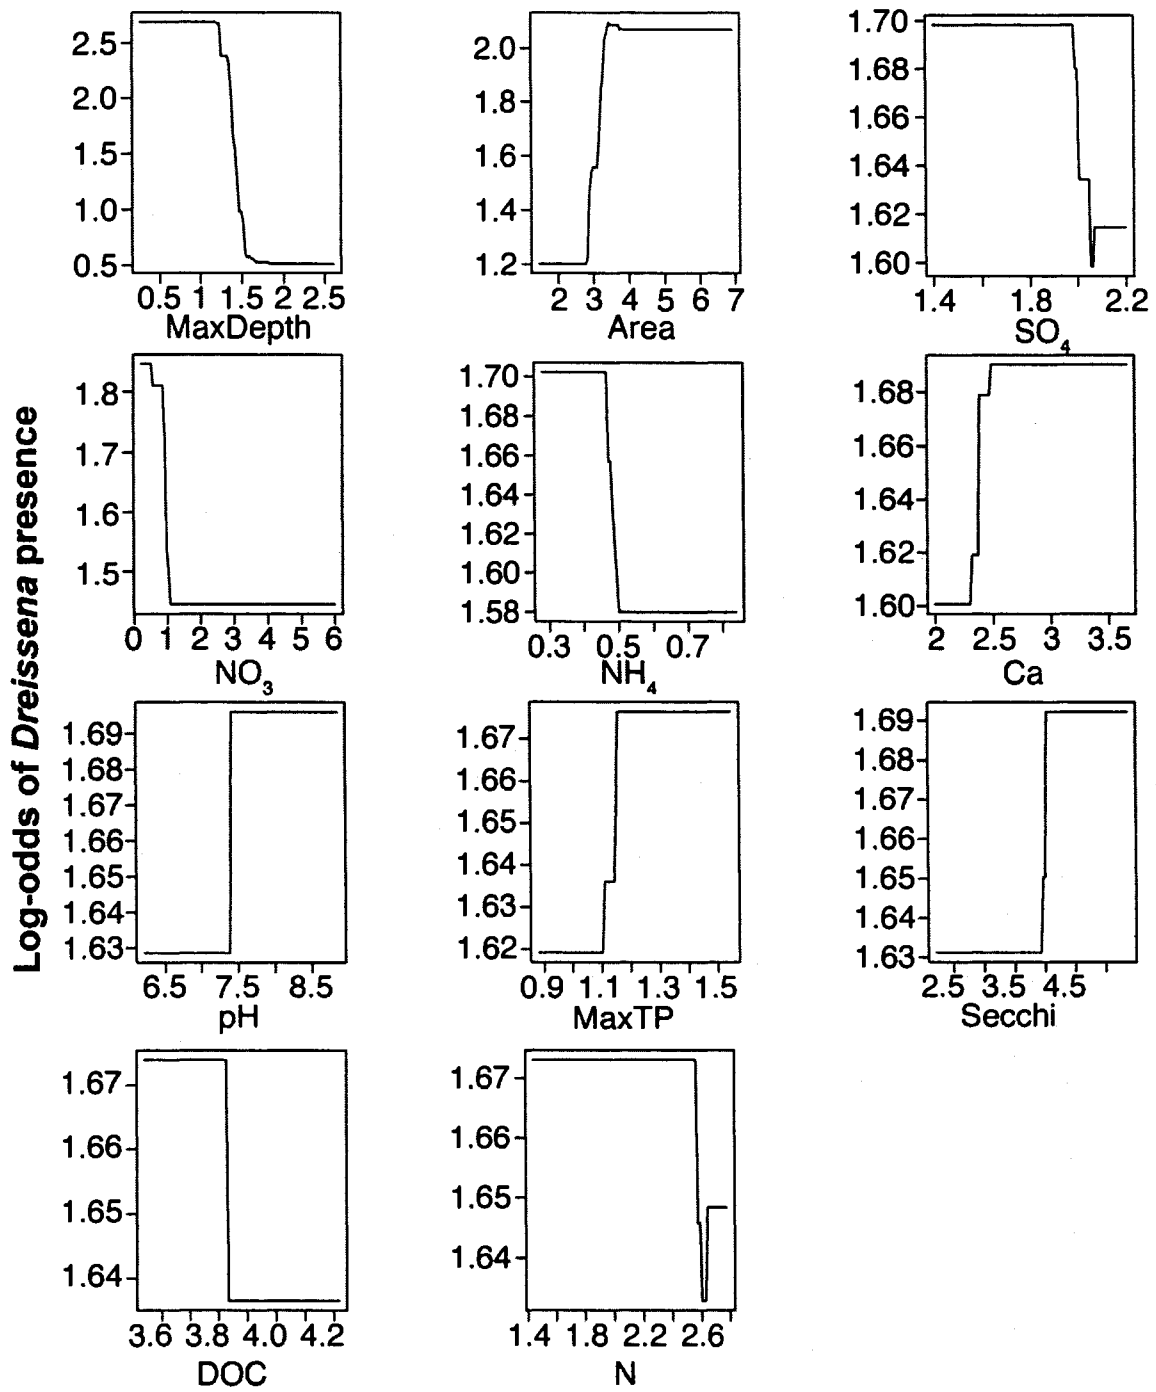 Log-odds of Dreissena presence
2.5
2.0
1.5
1.0
0.5
0.5 1 1.5 2 2.5
MaxDepth
2.0
1.8
1.6
1.4
1.2
2 3 4 5 6 7
Area
1.70
1.68
1.66
1.64
1.62
1.60
1.4 1.8 2.2
SO₄
1.8
1.7
1.6
1.5
0 1 2 3 4 5 6
NO₃
1.70
1.68
1.66
1.64
1.62
1.60
1.58
0.3 0.5 0.7
NH₄
1.68
1.66
1.64
1.62
1.60
2 2.5 3 3.5
Ca
1.69
1.68
1.67
1.66
1.65
1.64
1.63
6.5 7.5 8.5
pH
1.67
1.66
1.65
1.64
1.63
1.62
0.9 1.1 1.3 1.5
MaxTP
1.69
1.68
1.67
1.66
1.65
1.64
1.63
2.5 3.5 4.5
Secchi
1.67
1.66
1.65
1.64
3.6 3.8 4.0 4.2
DOC
1.67
1.66
1.65
1.64
1.4 1.8 2.2 2.6
N